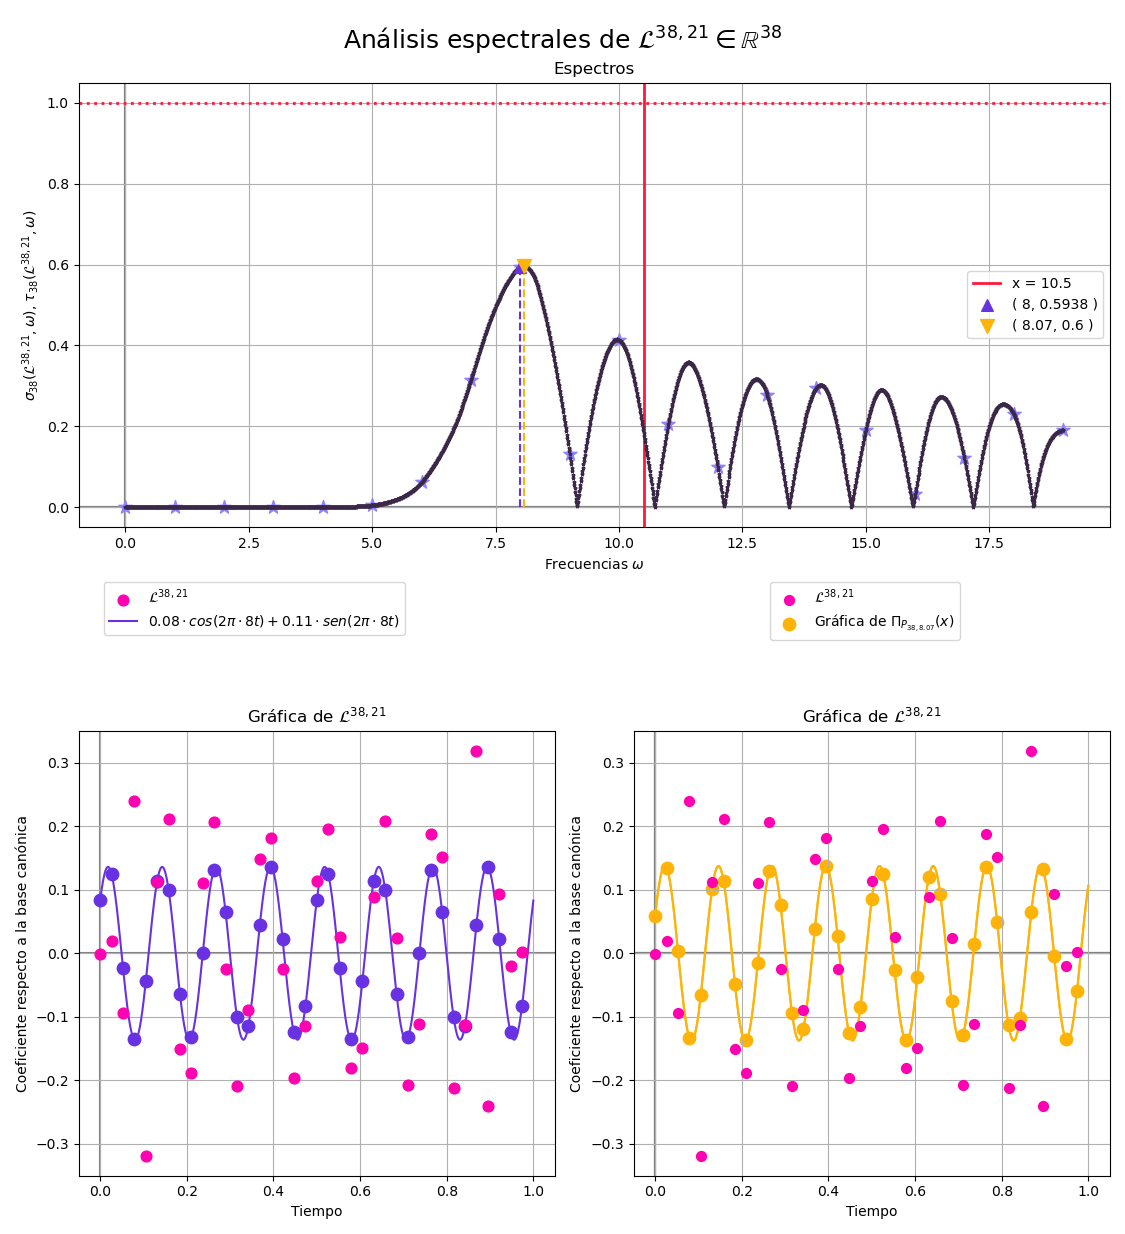 Análisis espectrales de 𝓛^{38,21} ∈ ℝ^{38}
Espectros
1.0
0.8
0.6
0.4
0.2
0.0
σ_{38}(𝓛^{38,21}, ω), τ_{38}(𝓛^{38,21}, ω)
x = 10.5
( 8, 0.5938 )
( 8.07, 0.6 )
0.0 2.5 5.0 7.5 10.0 12.5 15.0 17.5
Frecuencias ω
𝓛^{38,21}
0.08 · cos(2π · 8t) + 0.11 · sen(2π · 8t)
𝓛^{38,21}
Gráfica de Π_{P_{38,8.07}}(x)
Gráfica de 𝓛^{38,21}
0.3
0.2
0.1
0.0
−0.1
−0.2
−0.3
Coeficiente respecto a la base canónica
0.0 0.2 0.4 0.6 0.8 1.0
Tiempo
Gráfica de 𝓛^{38,21}
0.3
0.2
0.1
0.0
−0.1
−0.2
−0.3
Coeficiente respecto a la base canónica
0.0 0.2 0.4 0.6 0.8 1.0
Tiempo